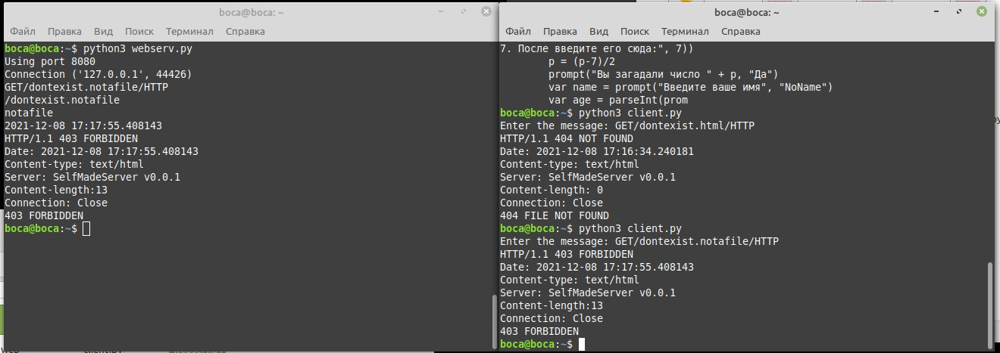 boca@boca: ~
Файл Правка Вид Поиск Терминал Справка
boca@boca:~$ python3 webserv.py
Using port 8080
Connection ('127.0.0.1', 44426)
GET/dontexist.notafile/HTTP
/dontexist.notafile
notafile
2021-12-08 17:17:55.408143
HTTP/1.1 403 FORBIDDEN
Date: 2021-12-08 17:17:55.408143
Content-type: text/html
Server: SelfMadeServer v0.0.1
Content-length:13
Connection: Close
403 FORBIDDEN
boca@boca:~$
boca@boca: ~
Файл Правка Вид Поиск Терминал Справка
7. После введите его сюда:", 7))
p = (p-7)/2
prompt("Вы загадали число " + p, "Да")
var name = prompt("Введите ваше имя", "NoName")
var age = parseInt(prom
boca@boca:~$ python3 client.py
Enter the message: GET/dontexist.html/HTTP
HTTP/1.1 404 NOT FOUND
Date: 2021-12-08 17:16:34.240181
Content-type: text/html
Server: SelfMadeServer v0.0.1
Content-length: 0
Connection: Close
404 FILE NOT FOUND
boca@boca:~$ python3 client.py
Enter the message: GET/dontexist.notafile/HTTP
HTTP/1.1 403 FORBIDDEN
Date: 2021-12-08 17:17:55.408143
Content-type: text/html
Server: SelfMadeServer v0.0.1
Content-length:13
Connection: Close
403 FORBIDDEN
boca@boca:~$